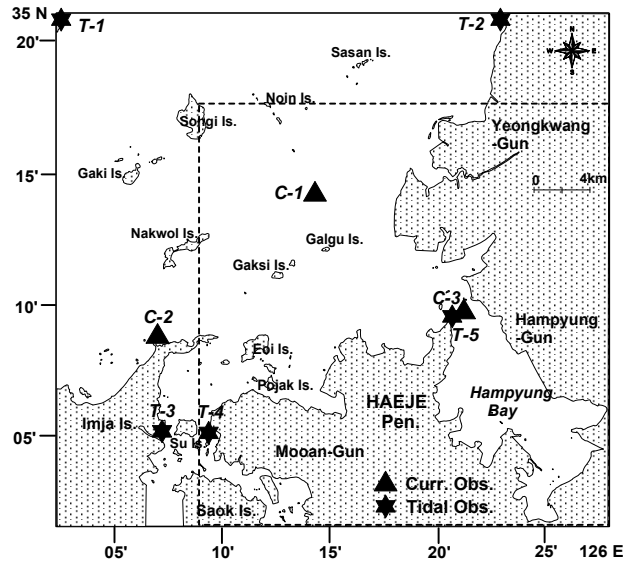 35 N
T-1
T-2
20'
Sasan Is.
N
W E
S
Noin Is.
Songi Is.
Yeongkwang
-Gun
15'
Gaki Is.
C-1
0 4km
Nakwol Is.
Galgu Is.
Gaksi Is.
10'
C-2
C-3
T-5
Hampyung
-Gun
Eoi Is.
Pojak Is.
HAEJE
Pen.
Hampyung
Bay
T-3
T-4
Imja Is.
Su Is.
05'
Mooan-Gun
Curr. Obs.
Tidal Obs.
Saok Is.
05' 10' 15' 20' 25' 126 E